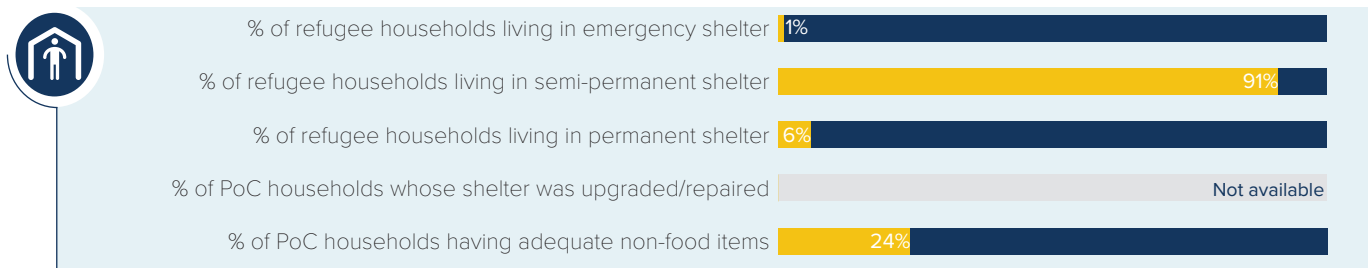 % of refugee households living in emergency shelter 1%
% of refugee households living in semi-permanent shelter 91%
% of refugee households living in permanent shelter 6%
% of PoC households whose shelter was upgraded/repaired Not available
% of PoC households having adequate non-food items 24%